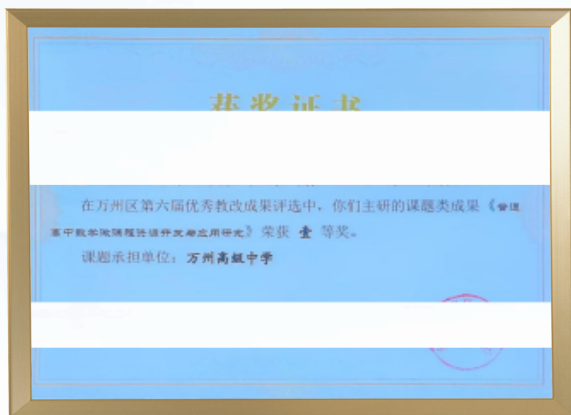 获奖证书
在万州区第六届优秀教改成果评选中，你们主研的课题类成果《普通
高中数学微课程资源开发与应用研究》荣获 壹 等奖。
课题承担单位：万州高级中学